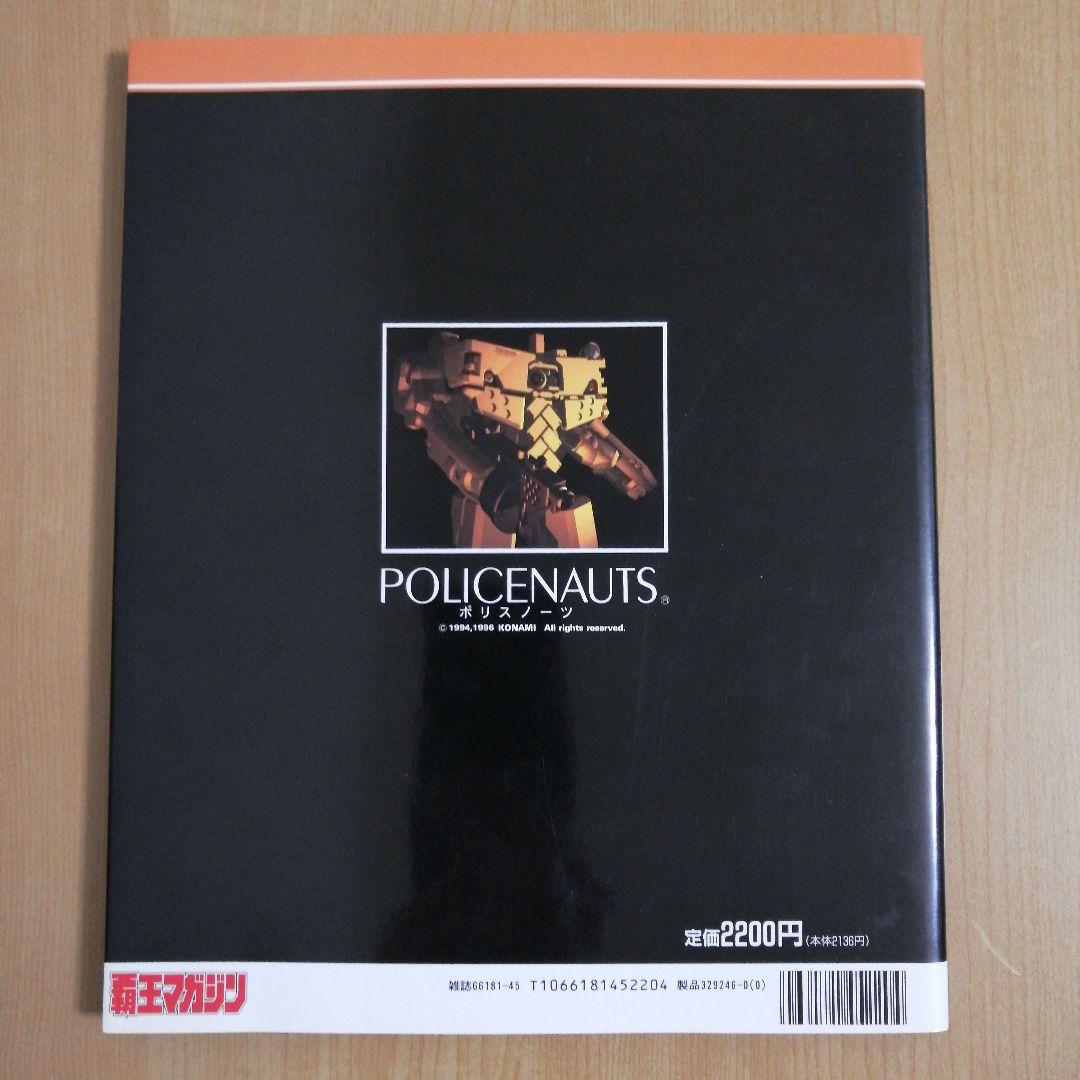 POLICENAUTS®
ポリスノーツ
© 1994,1996 KONAMI All rights reserved.
定価2200円(本体2136円)
覇王マガジン
雑誌66181-45 T1066181452204 製品329246-0(0)